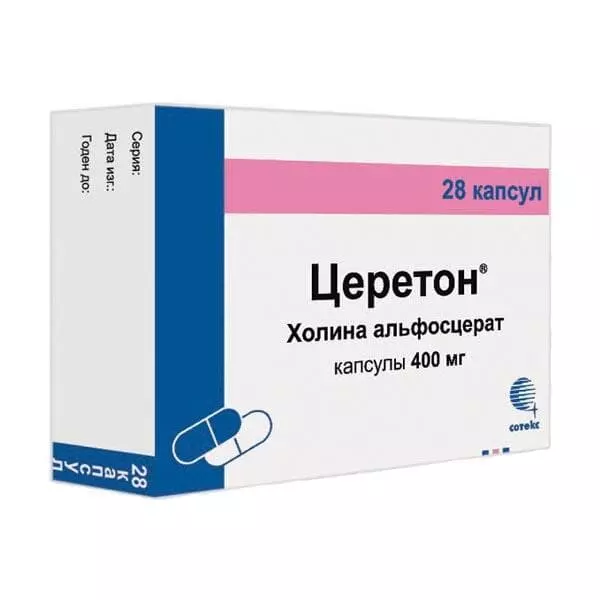 28 капсул
Церетон®
Холина альфосцерат
капсулы 400 мг
сотекс
Серия:
Дата изг.:
Годен до:
28 капсул